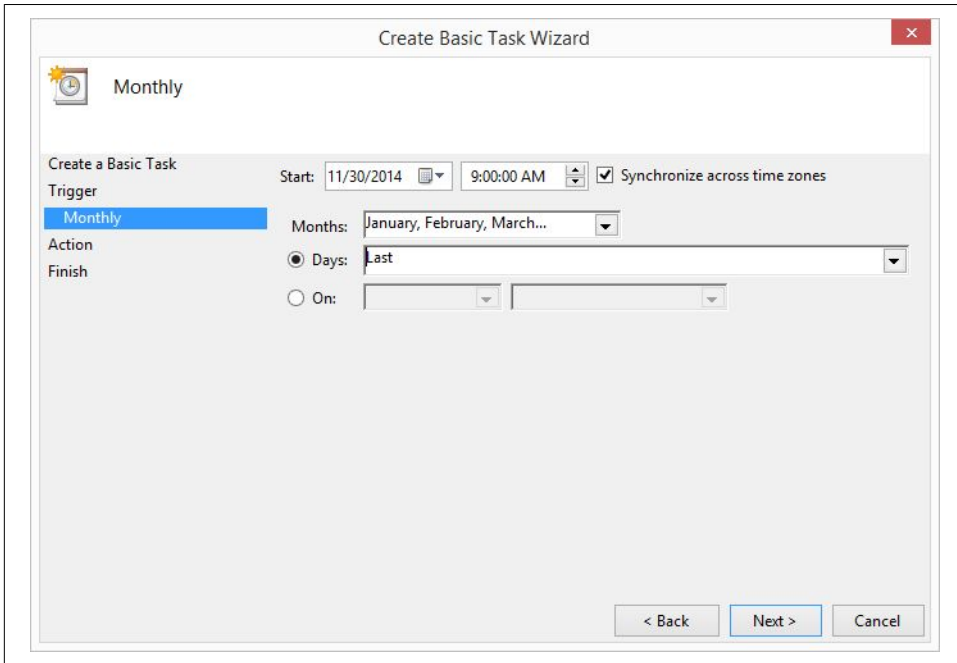 Create Basic Task Wizard
Monthly
Create a Basic Task
Trigger
Monthly
Action
Finish
Start: 11/30/2014 9:00:00 AM Synchronize across time zones
Months: January, February, March...
Days: Last
On:
< Back Next > Cancel